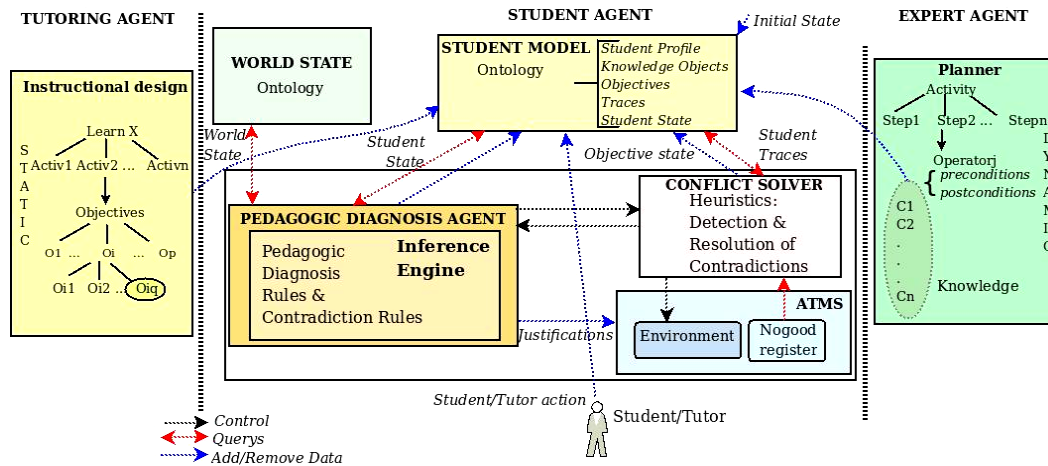 TUTORING AGENT
STUDENT AGENT
EXPERT AGENT
Initial State
Instructional design
Learn X
Activ1 Activ2 ... Activn
Objectives
O1 ... Oi ... Op
Oi1 Oi2 ... Oiq
STATIC
WORLD STATE
Ontology
STUDENT MODEL
Ontology
Student Profile
Knowledge Objects
Objectives
Traces
Student State
World
State
Student
State
Objective state
Student
Traces
PEDAGOGIC DIAGNOSIS AGENT
Pedagogic
Diagnosis
Rules &
Contradiction Rules
Inference
Engine
CONFLICT SOLVER
Heuristics:
Detection &
Resolution of
Contradictions
Justifications
ATMS
Environment
Nogood
register
Planner
Activity
Step1 Step2 ... Stepn
Operatorj
{ preconditions
postconditions
C1
C2
.
.
.
Cn
Knowledge
DYNAMIC
Student/Tutor action
Student/Tutor
Control
Querys
Add/Remove Data